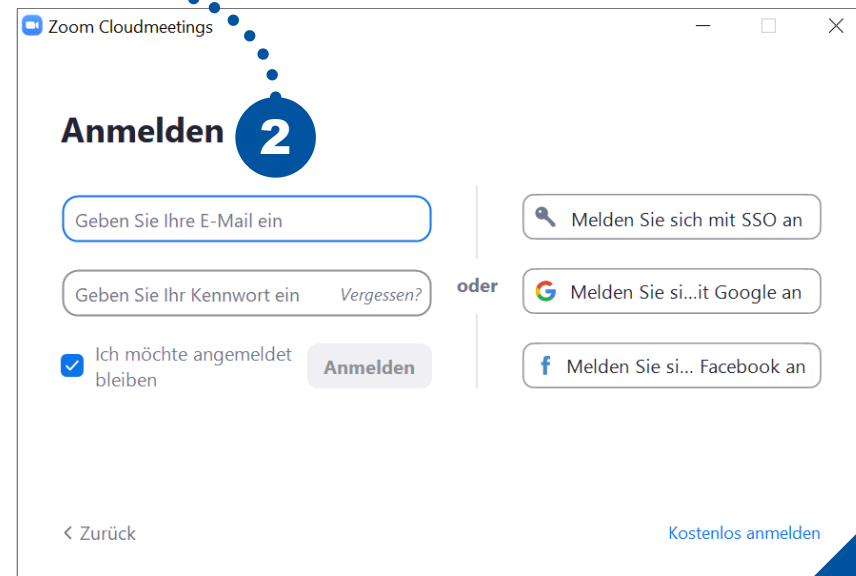 Zoom Cloudmeetings
Anmelden
2
Geben Sie Ihre E-Mail ein
Geben Sie Ihr Kennwort ein Vergessen?
Ich möchte angemeldet
bleiben
Anmelden
oder
Melden Sie sich mit SSO an
Melden Sie si...it Google an
Melden Sie si... Facebook an
< Zurück
Kostenlos anmelden